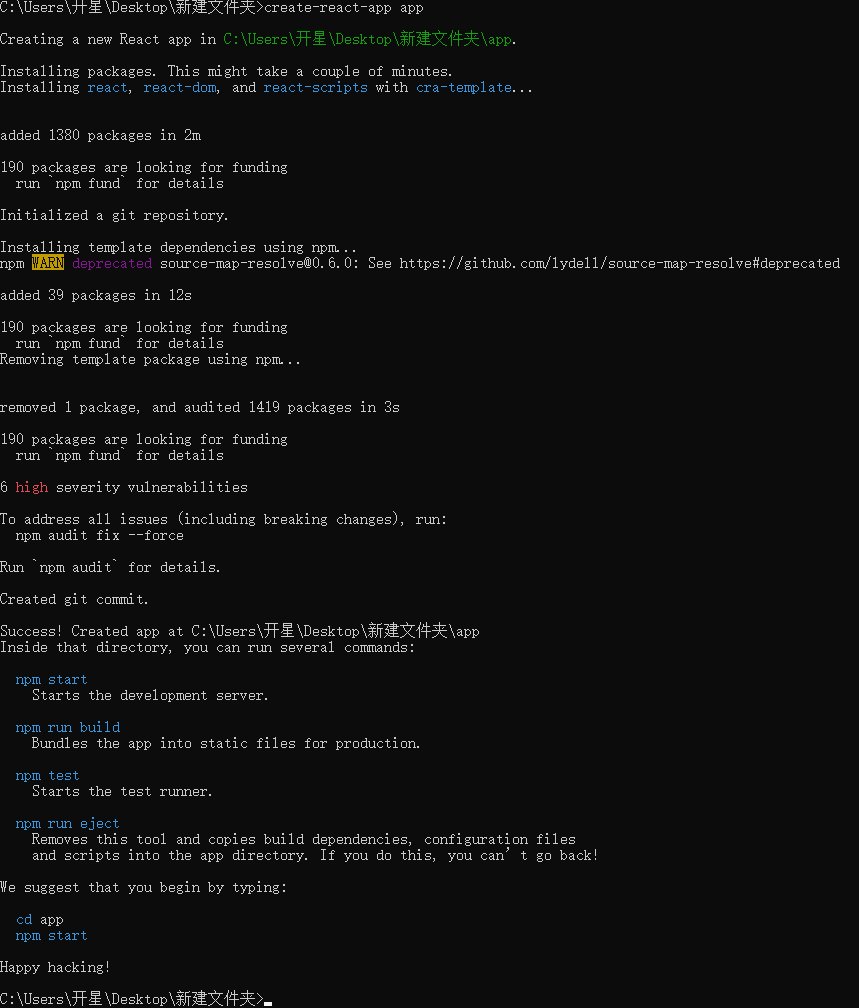 C:\Users\开星\Desktop\新建文件夹>create-react-app app
Creating a new React app in C:\Users\开星\Desktop\新建文件夹\app.
Installing packages. This might take a couple of minutes.
Installing react, react-dom, and react-scripts with cra-template...
added 1380 packages in 2m
190 packages are looking for funding
  run `npm fund` for details
Initialized a git repository.
Installing template dependencies using npm...
npm WARN deprecated source-map-resolve@0.6.0: See https://github.com/lydell/source-map-resolve#deprecated
added 39 packages in 12s
190 packages are looking for funding
  run `npm fund` for details
Removing template package using npm...
removed 1 package, and audited 1419 packages in 3s
190 packages are looking for funding
  run `npm fund` for details
6 high severity vulnerabilities
To address all issues (including breaking changes), run:
  npm audit fix --force
Run `npm audit` for details.
Created git commit.
Success! Created app at C:\Users\开星\Desktop\新建文件夹\app
Inside that directory, you can run several commands:
  npm start
    Starts the development server.
  npm run build
    Bundles the app into static files for production.
  npm test
    Starts the test runner.
  npm run eject
    Removes this tool and copies build dependencies, configuration files
    and scripts into the app directory. If you do this, you can’t go back!
We suggest that you begin by typing:
  cd app
  npm start
Happy hacking!
C:\Users\开星\Desktop\新建文件夹>